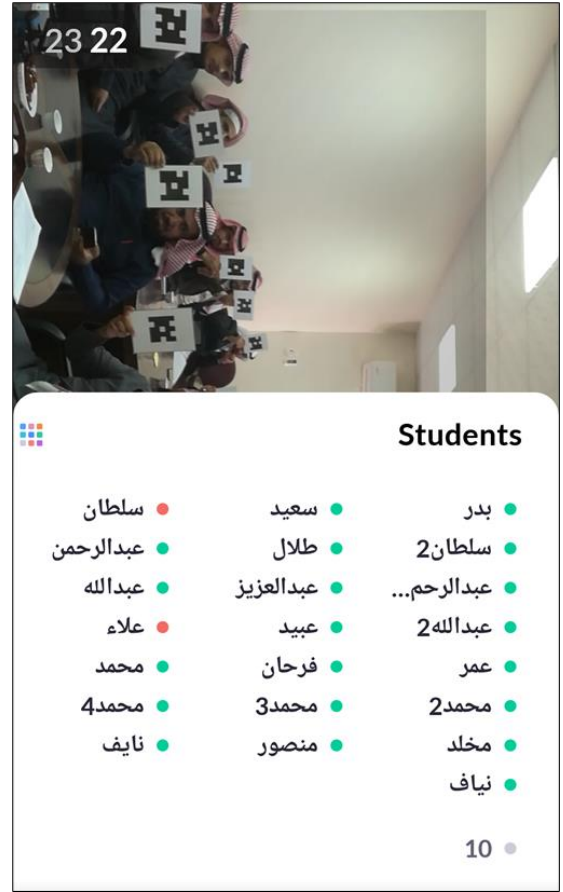 23 22
Students
بدر سعيد سلطان
سلطان2 طلال عبدالرحمن
عبدالرحم... عبدالعزيز عبدالله
عبدالله2 عبيد علاء
عمر فرحان محمد
محمد2 محمد3 محمد4
مخلد منصور نايف
نياف
10